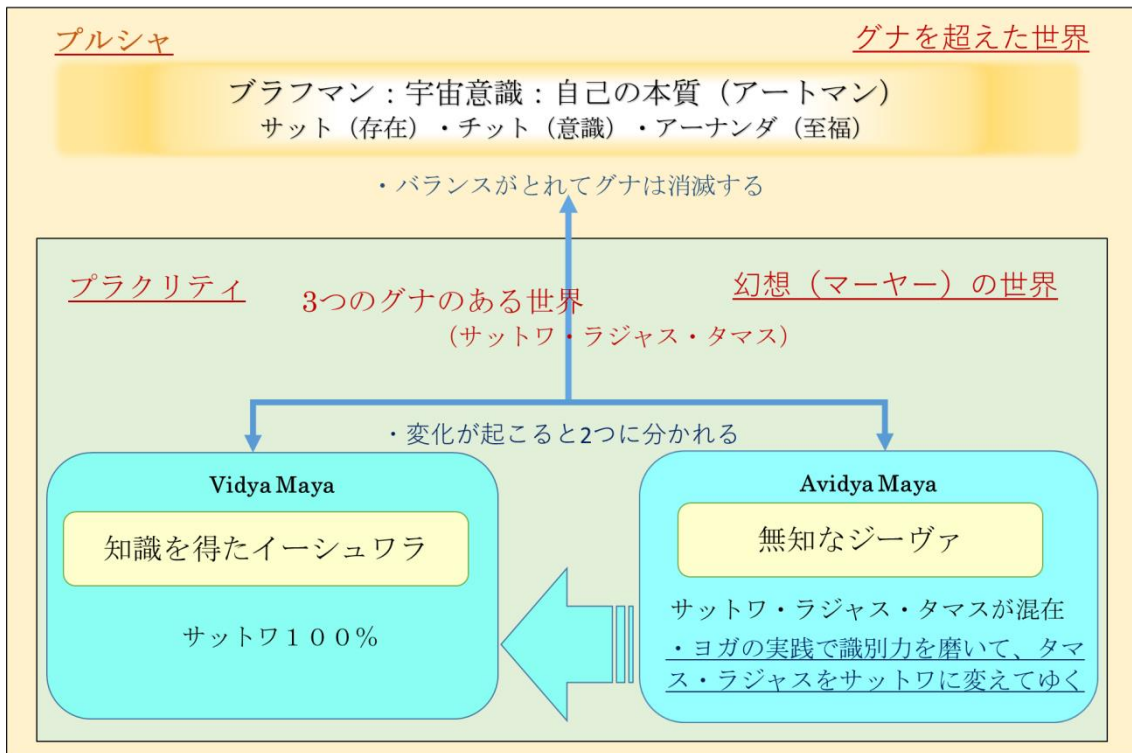 プルシャ
グナを超えた世界
ブラフマン：宇宙意識：自己の本質（アートマン）
サット（存在）・チット（意識）・アーナンダ（至福）
・バランスがとれてグナは消滅する
プラクリティ
3つのグナのある世界
（サットワ・ラジャス・タマス）
幻想（マーヤー）の世界
・変化が起こると2つに分かれる
Vidya Maya
知識を得たイーシュワラ
サットワ１００％
Avidya Maya
無知なジーヴァ
サットワ・ラジャス・タマスが混在
・ヨガの実践で識別力を磨いて、タマ
ス・ラジャスをサットワに変えてゆく